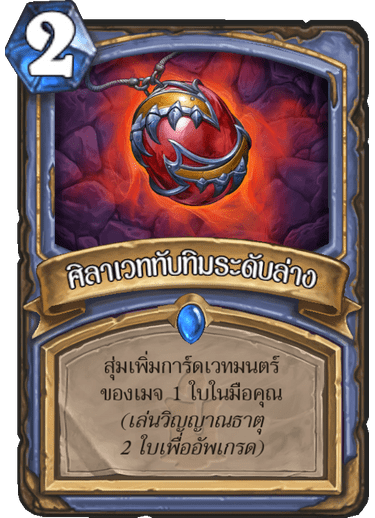 2
ศิลาเวททับทิมระดับล่าง
สุ่มเพิ่มการ์ดเวทมนตร์
ของเมจ 1 ใบในมือคุณ
(เล่นวิญญาณธาตุ
2 ใบเพื่ออัพเกรด)